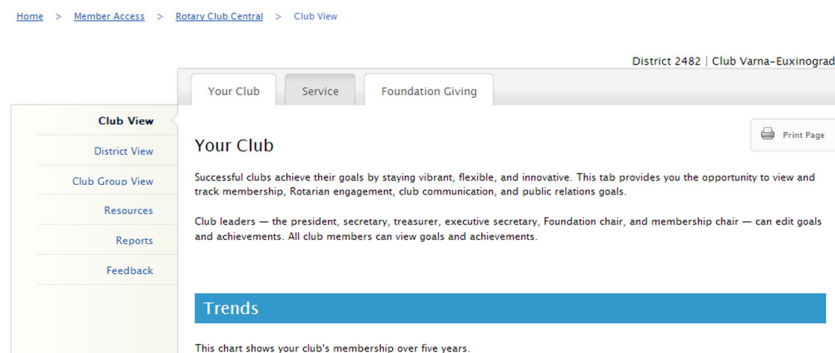 Home > Member Access > Rotary Club Central > Club View
District 2482 | Club Varna-Euxinograd
Your Club Service Foundation Giving
Club View
District View
Club Group View
Resources
Reports
Feedback
Print Page
Your Club
Successful clubs achieve their goals by staying vibrant, flexible, and innovative. This tab provides you the opportunity to view and
track membership, Rotarian engagement, club communication, and public relations goals.
Club leaders — the president, secretary, treasurer, executive secretary, Foundation chair, and membership chair — can edit goals
and achievements. All club members can view goals and achievements.
Trends
This chart shows your club's membership over five years.